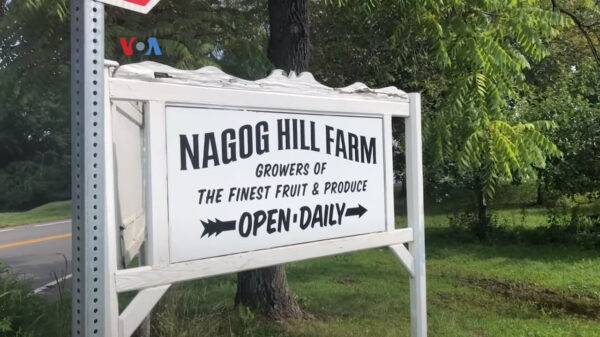 VOA
NAGOG HILL FARM
GROWERS OF
THE FINEST FRUIT & PRODUCE
OPEN•DAILY